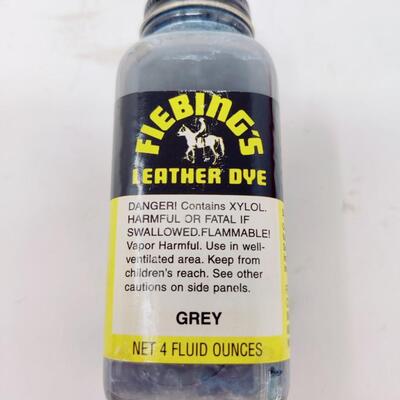 FIEBING'S
LEATHER DYE
DANGER! Contains XYLOL.
HARMFUL OR FATAL IF
SWALLOWED.FLAMMABLE!
Vapor Harmful. Use in well-
ventilated area. Keep from
children's reach. See other
cautions on side panels.
GREY
NET 4 FLUID OUNCES